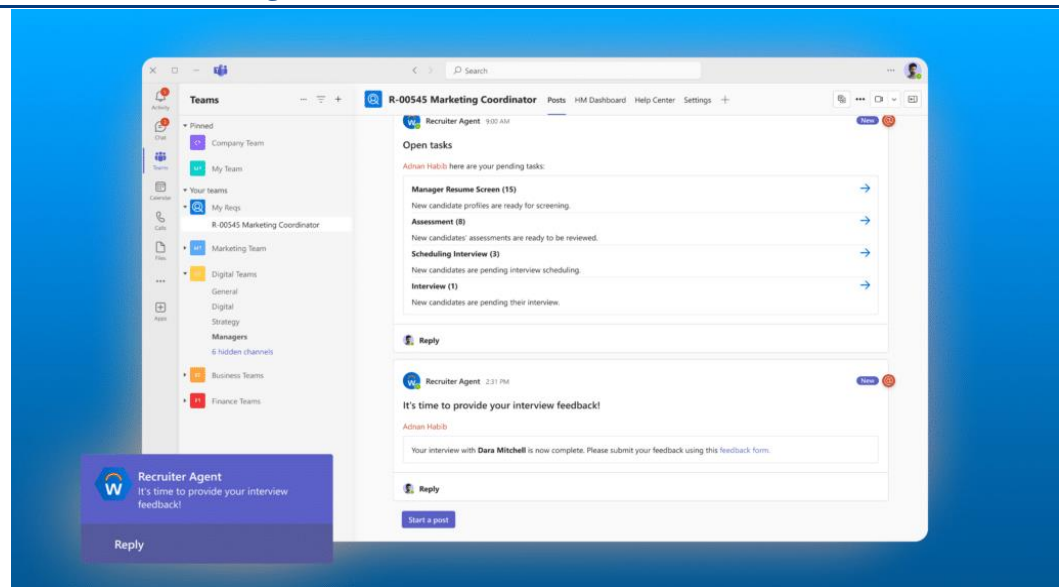 Search
Activity
Chat
Teams
Calendar
Calls
Files
Apps
Teams
Pinned
Company Team
MT
My Team
Your teams
My Reqs
R-00545 Marketing Coordinator
MT
Marketing Team
Digital Teams
General
Digital
Strategy
Managers
6 hidden channels
Business Teams
FT
Finance Teams
R-00545 Marketing Coordinator Posts HM Dashboard Help Center Settings
Recruiter Agent 9:00 AM New
Open tasks
Adnan Habib here are your pending tasks:
Manager Resume Screen (15)
New candidate profiles are ready for screening.
Assessment (8)
New candidates' assessments are ready to be reviewed.
Scheduling Interview (3)
New candidates are pending interview scheduling.
Interview (1)
New candidates are pending their interview.
Reply
Recruiter Agent 2:31 PM New
It's time to provide your interview feedback!
Adnan Habib
Your interview with Dara Mitchell is now complete. Please submit your feedback using this feedback form.
Reply
Start a post
W
Recruiter Agent
It's time to provide your interview
feedback!
Reply